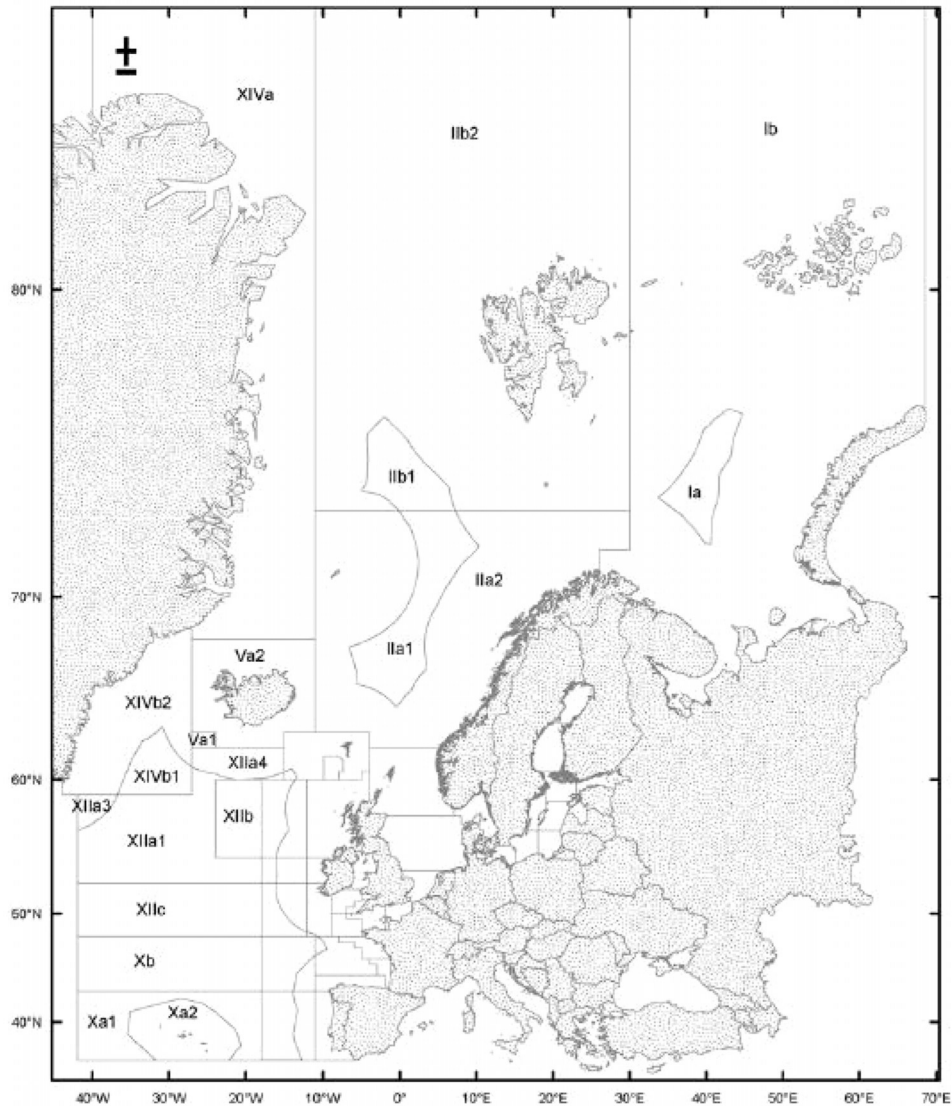 ±
XIVa
IIb2
Ib
80°N
IIb1
Ia
IIa2
70°N
IIa1
Va2
XIVb2
Va1
XIIa4
XIVb1
60°N
XIIa3
XIIb
XIIa1
50°N
XIIc
Xb
Xa2
Xa1
40°N
40°W 30°W 20°W 10°W 0° 10°E 20°E 30°E 40°E 50°E 60°E 70°E